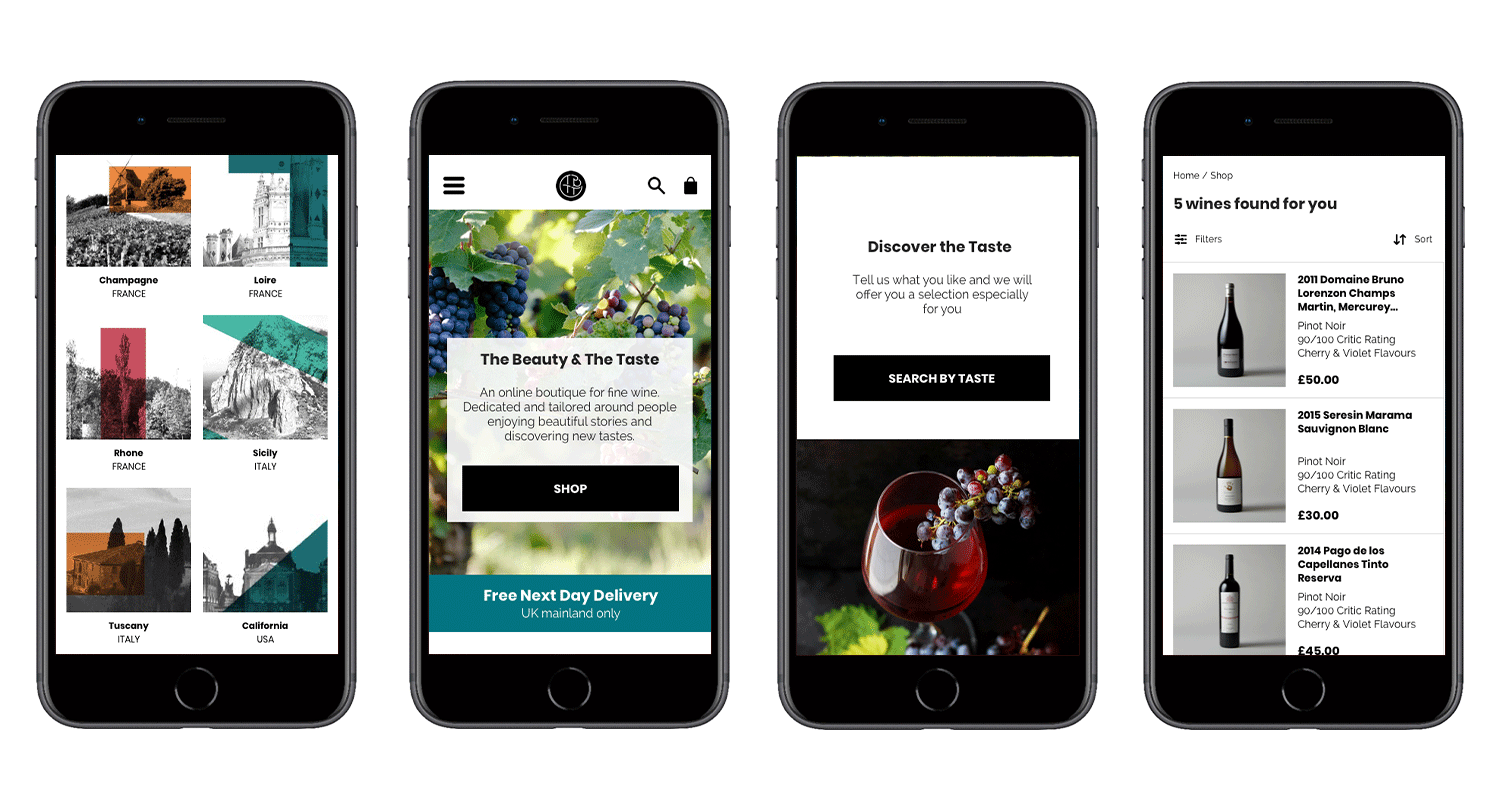 Champagne
FRANCE
Loire
FRANCE
Rhone
FRANCE
Sicily
ITALY
Tuscany
ITALY
California
USA
The Beauty & The Taste
An online boutique for fine wine.
Dedicated and tailored around people
enjoying beautiful stories and
discovering new tastes.
SHOP
Free Next Day Delivery
UK mainland only
Discover the Taste
Tell us what you like and we will
offer you a selection especially
for you
SEARCH BY TASTE
Home / Shop
5 wines found for you
Filters
Sort
2011 Domaine Bruno
Lorenzon Champs
Martin, Mercurey...
Pinot Noir
90/100 Critic Rating
Cherry & Violet Flavours
£50.00
2015 Seresin Marama
Sauvignon Blanc
Pinot Noir
90/100 Critic Rating
Cherry & Violet Flavours
£30.00
2014 Pago de los
Capellanes Tinto
Reserva
Pinot Noir
90/100 Critic Rating
Cherry & Violet Flavours
£45.00